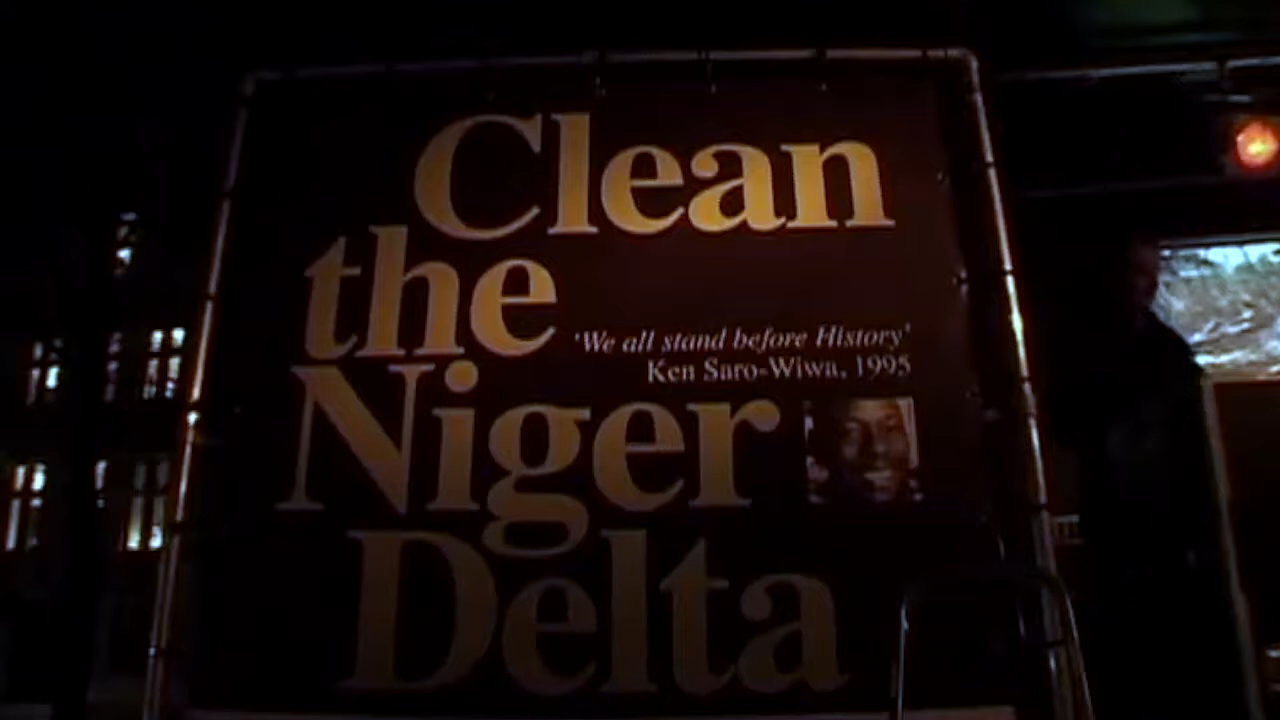 Clean
the
'We all stand before History'
Ken Saro-Wiwa, 1995
Niger
Delta